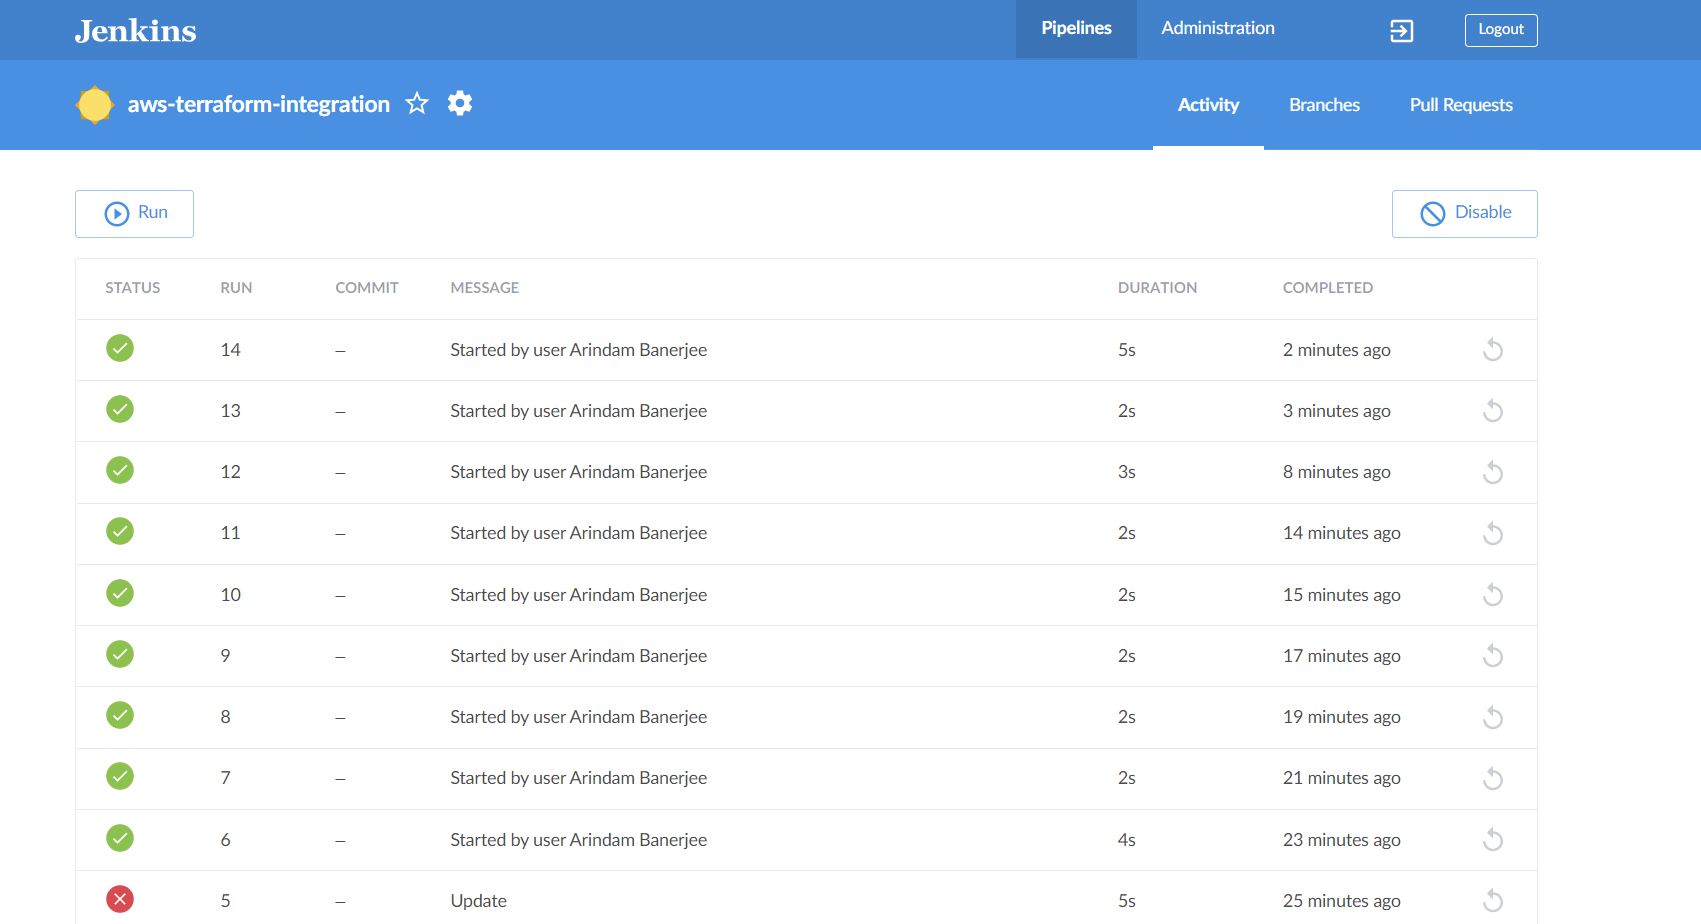 Jenkins Pipelines Administration Logout
aws-terraform-integration Activity Branches Pull Requests
Run Disable
STATUS RUN COMMIT MESSAGE DURATION COMPLETED
14 – Started by user Arindam Banerjee 5s 2 minutes ago
13 – Started by user Arindam Banerjee 2s 3 minutes ago
12 – Started by user Arindam Banerjee 3s 8 minutes ago
11 – Started by user Arindam Banerjee 2s 14 minutes ago
10 – Started by user Arindam Banerjee 2s 15 minutes ago
9 – Started by user Arindam Banerjee 2s 17 minutes ago
8 – Started by user Arindam Banerjee 2s 19 minutes ago
7 – Started by user Arindam Banerjee 2s 21 minutes ago
6 – Started by user Arindam Banerjee 4s 23 minutes ago
5 – Update 5s 25 minutes ago